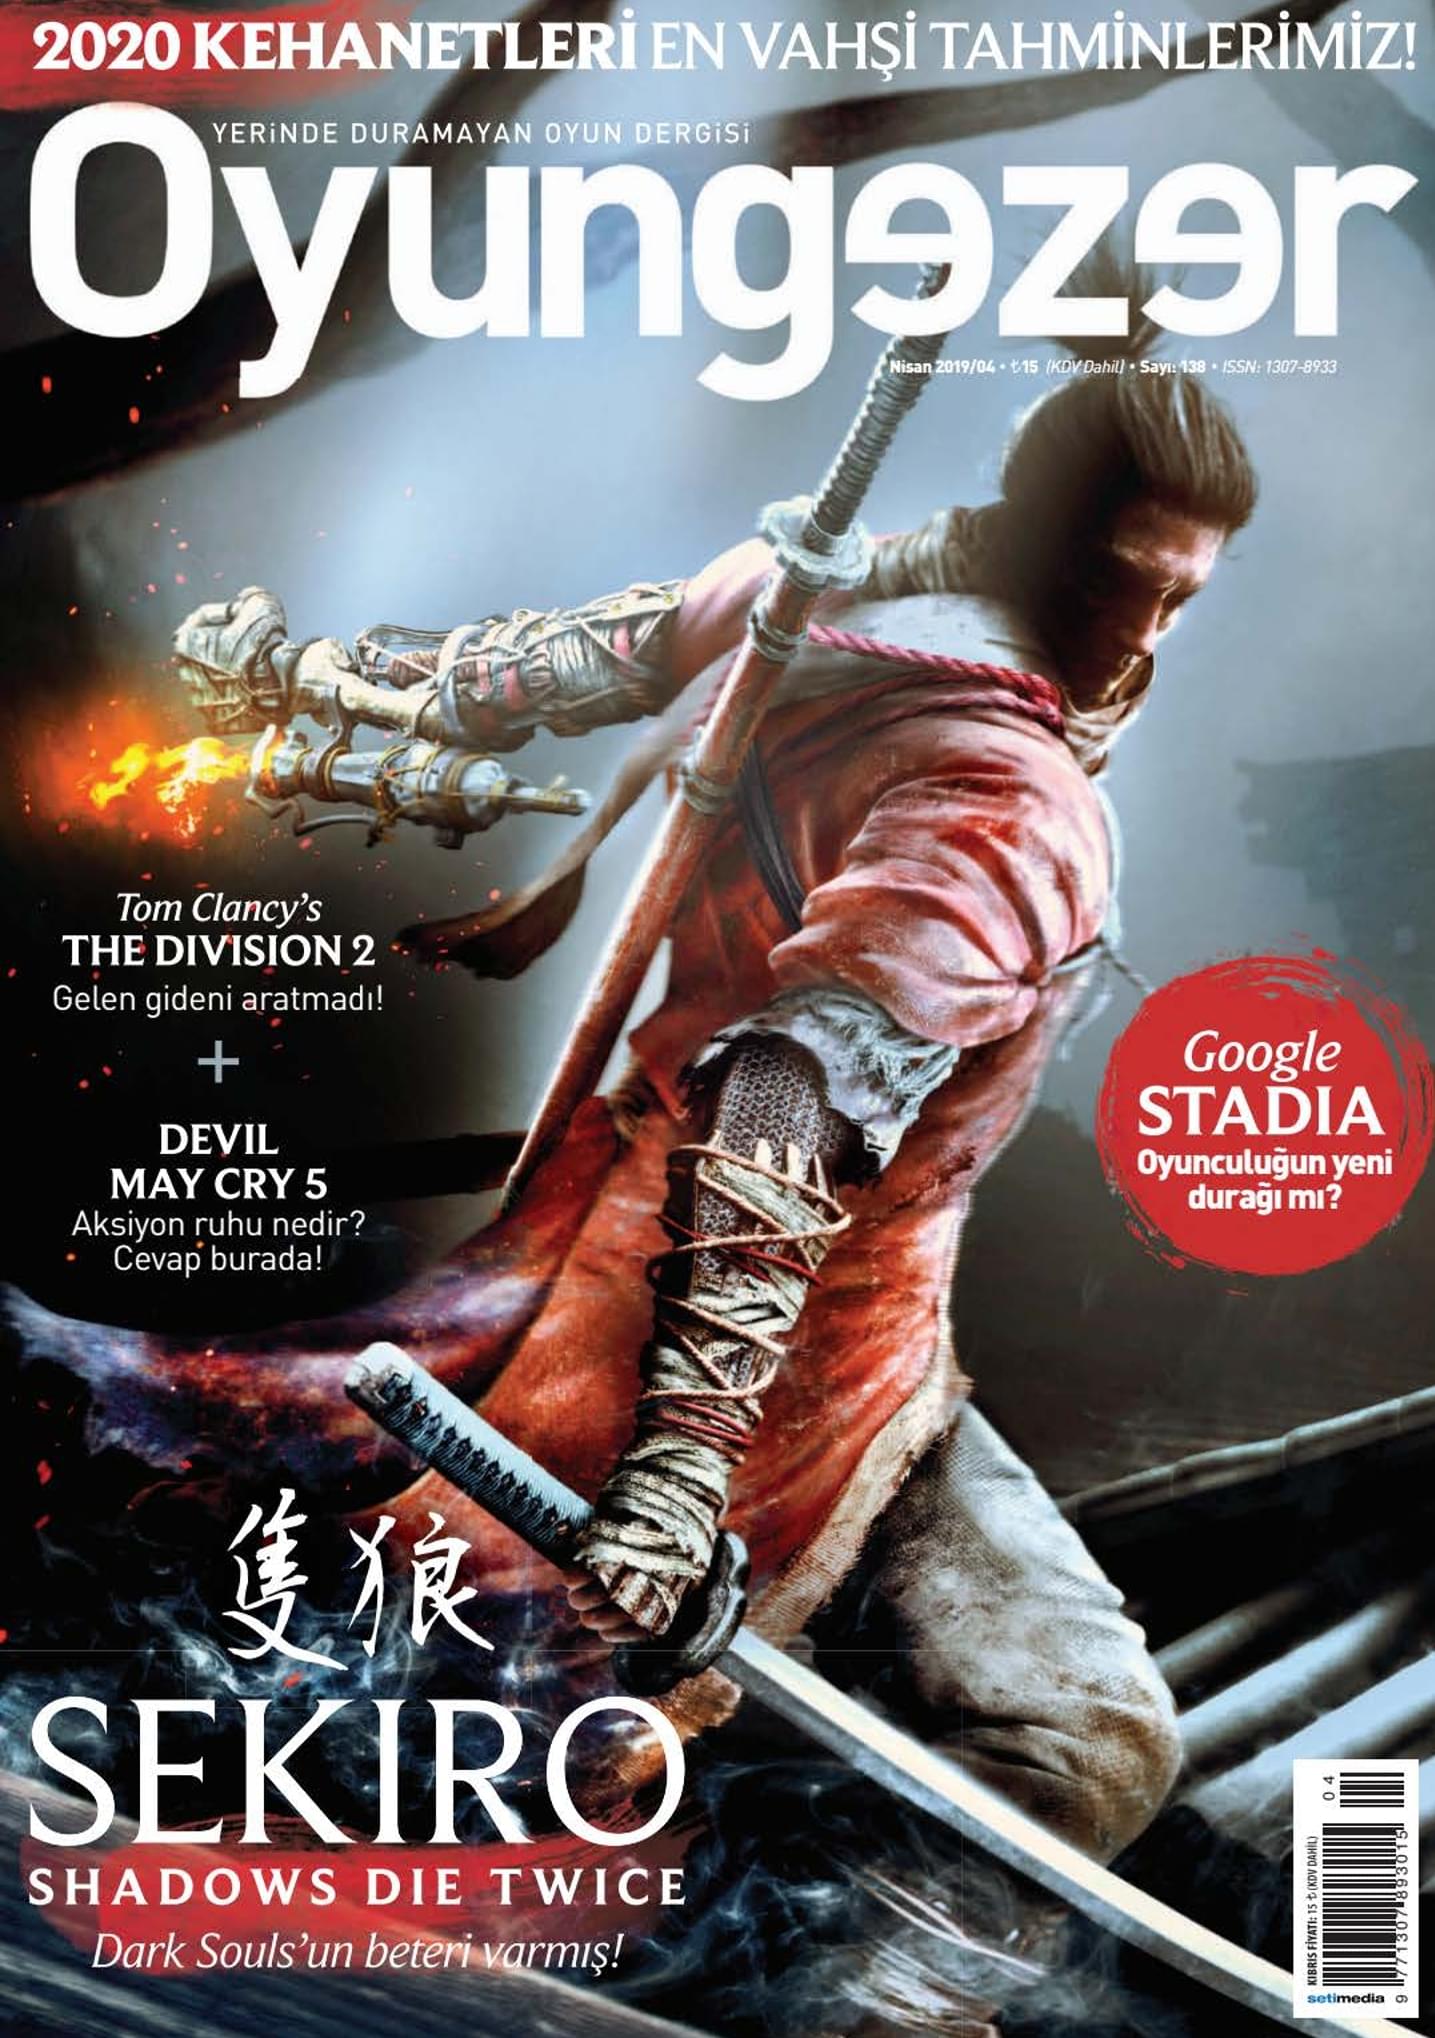 2020 KEHANETLERİ EN VAHŞİ TAHMİNLERİMİZ!
YERİNDE DURAMAYAN OYUN DERGİSİ
Oyungezer
Nisan 2019/04 • ₺15 (KDV Dahil) • Sayı: 138 • ISSN: 1307-8933
Tom Clancy's
THE DIVISION 2
Gelen gideni aratmadı!
+
DEVIL
MAY CRY 5
Aksiyon ruhu nedir?
Cevap burada!
Google
STADIA
Oyunculuğun yeni
durağı mı?
隻狼
SEKIRO
SHADOWS DIE TWICE
Dark Souls'un beteri varmış!
KIBRIS FİYATI: 15 ₺ (KDV DAHİL)
04
9 771307 893015
setimedia